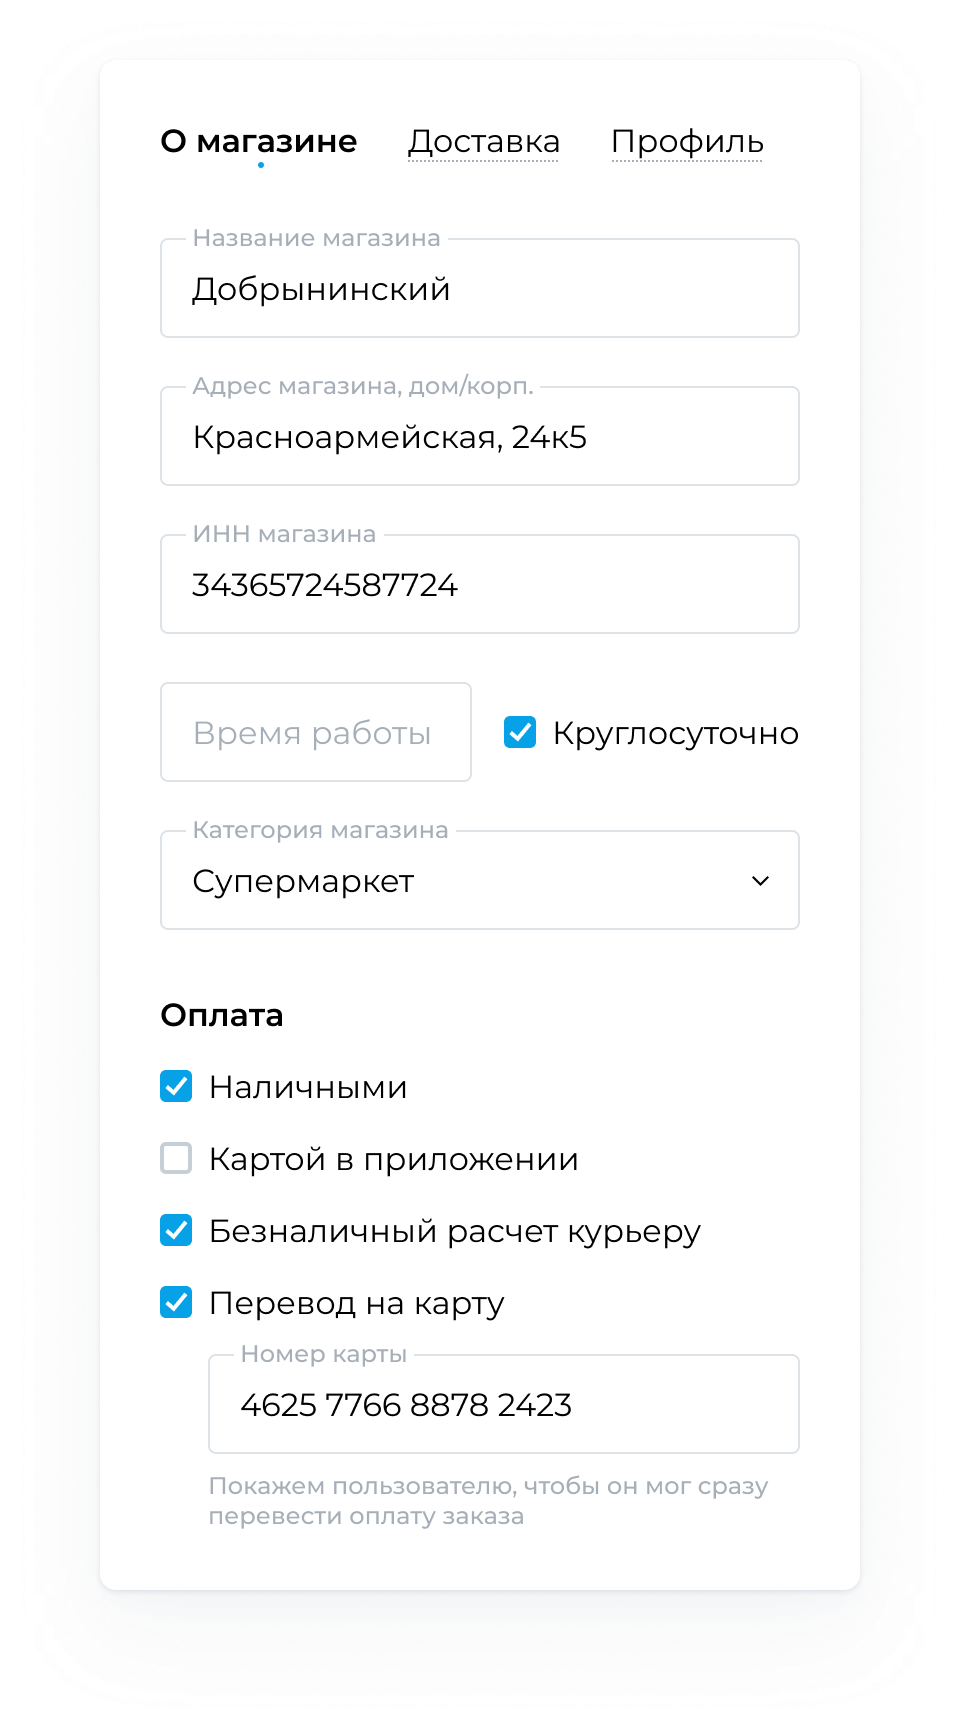 О магазине Доставка Профиль
Название магазина
Добрынинский
Адрес магазина, дом/корп.
Красноармейская, 24к5
ИНН магазина
34365724587724
Время работы Круглосуточно
Категория магазина
Супермаркет
Оплата
Наличными
Картой в приложении
Безналичный расчет курьеру
Перевод на карту
Номер карты
4625 7766 8878 2423
Покажем пользователю, чтобы он мог сразу
перевести оплату заказа